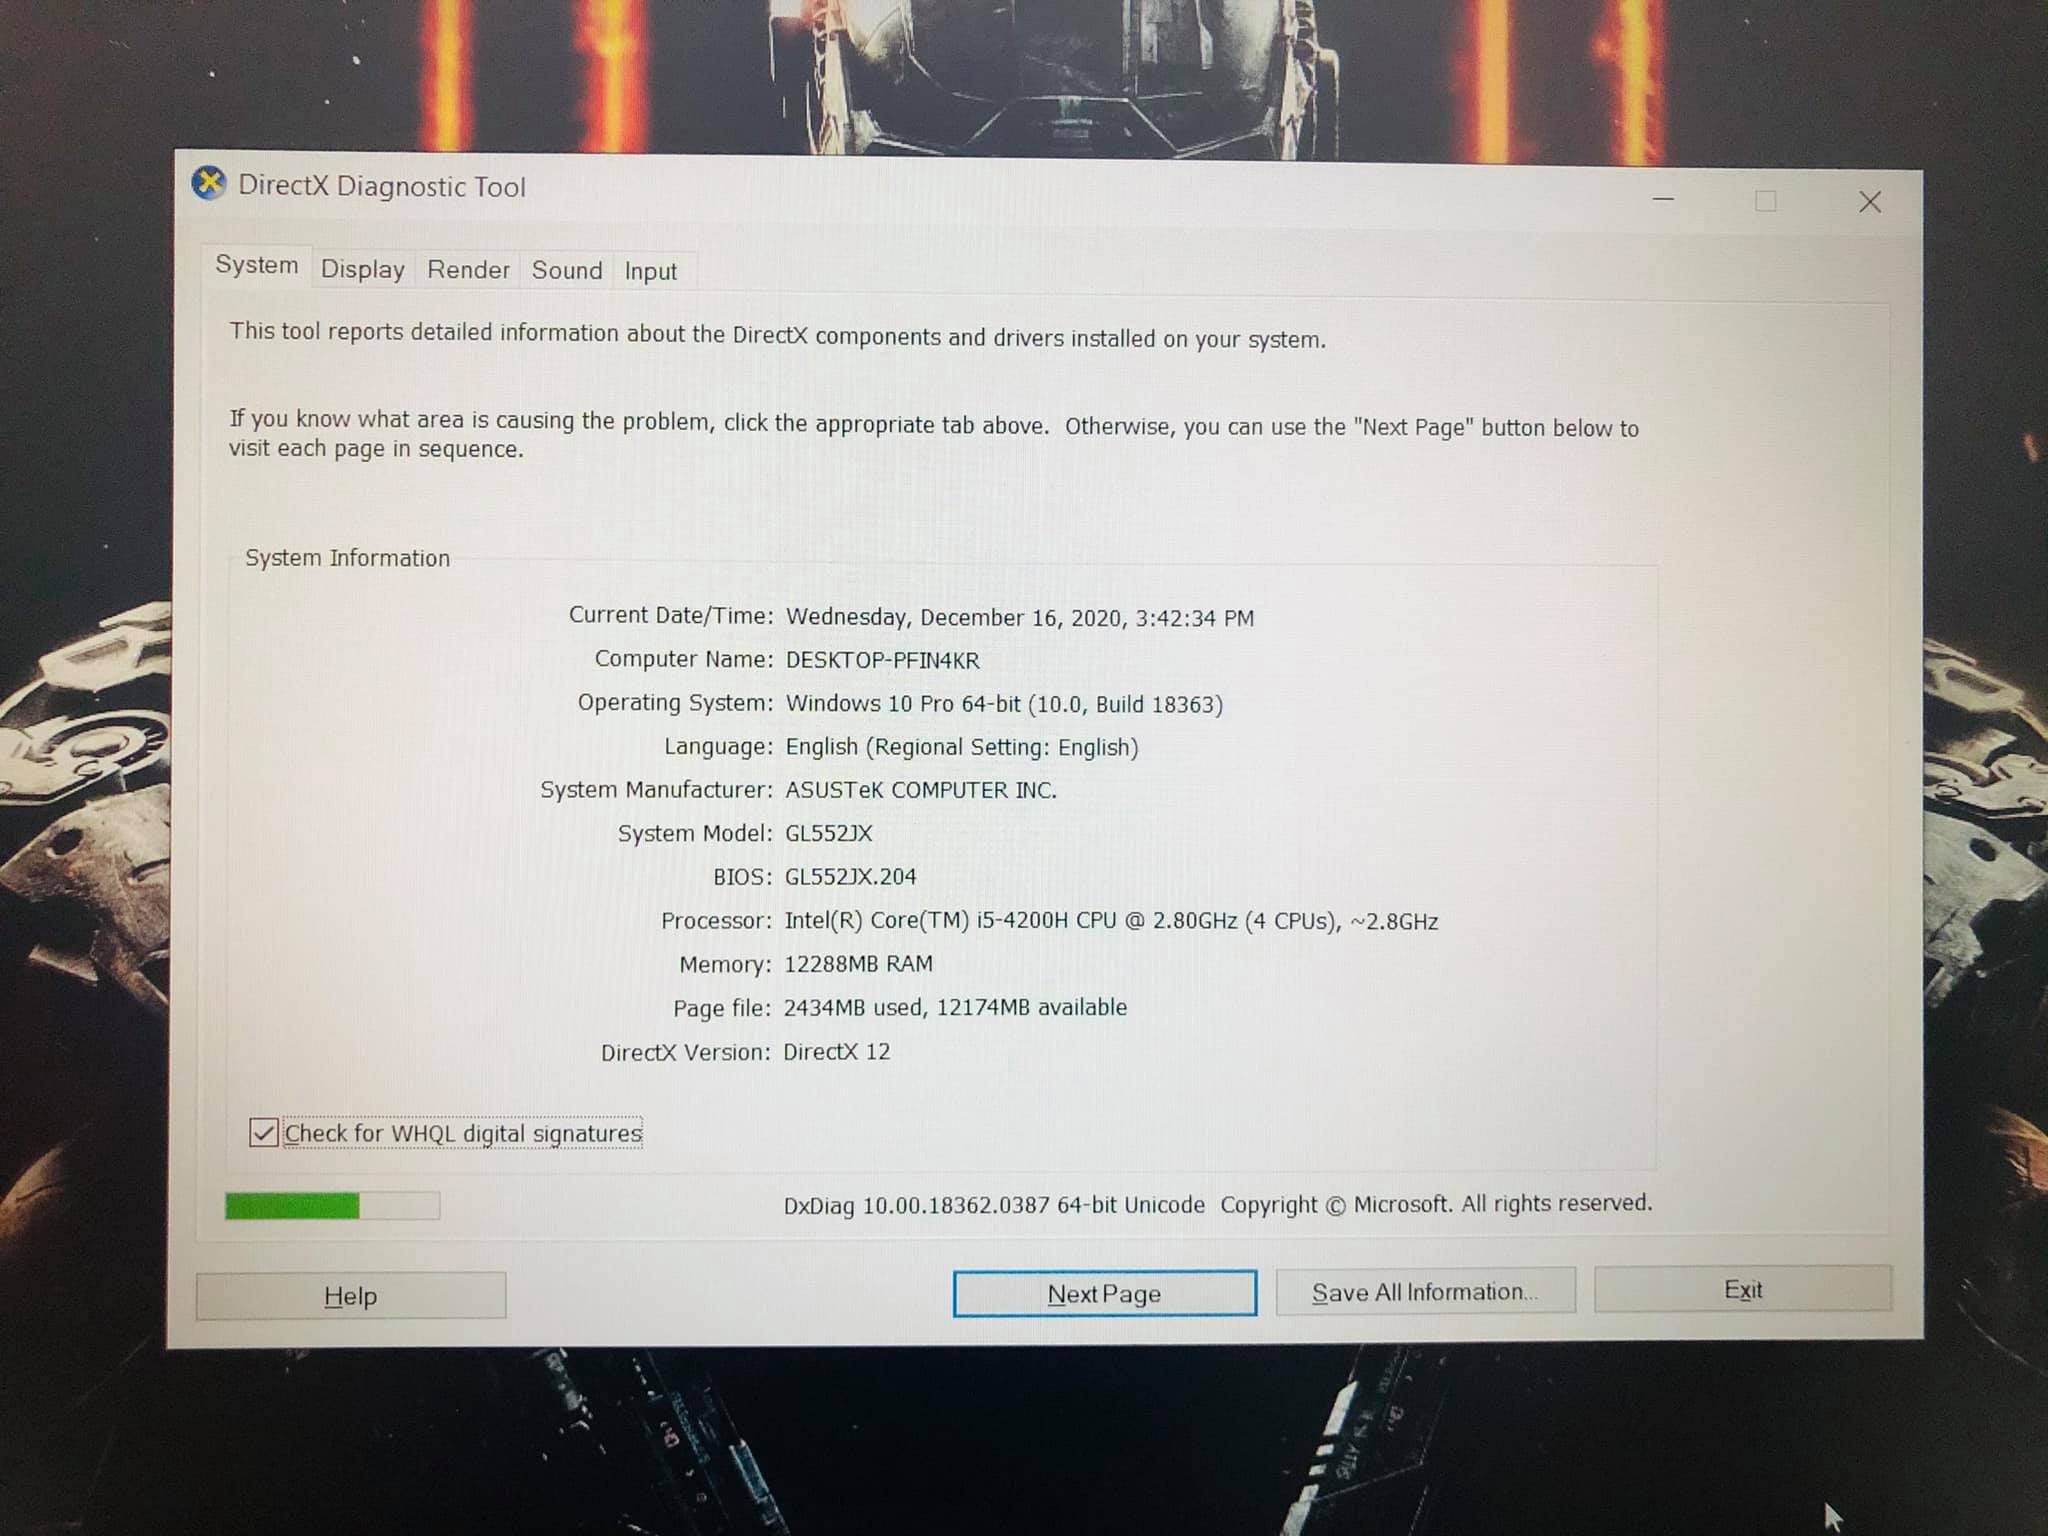 DirectX Diagnostic Tool
System Display Render Sound Input
This tool reports detailed information about the DirectX components and drivers installed on your system.
If you know what area is causing the problem, click the appropriate tab above. Otherwise, you can use the "Next Page" button below to
visit each page in sequence.
System Information
Current Date/Time: Wednesday, December 16, 2020, 3:42:34 PM
Computer Name: DESKTOP-PFIN4KR
Operating System: Windows 10 Pro 64-bit (10.0, Build 18363)
Language: English (Regional Setting: English)
System Manufacturer: ASUSTeK COMPUTER INC.
System Model: GL552JX
BIOS: GL552JX.204
Processor: Intel(R) Core(TM) i5-4200H CPU @ 2.80GHz (4 CPUs), ~2.8GHz
Memory: 12288MB RAM
Page file: 2434MB used, 12174MB available
DirectX Version: DirectX 12
Check for WHQL digital signatures
DxDiag 10.00.18362.0387 64-bit Unicode Copyright © Microsoft. All rights reserved.
Help Next Page Save All Information... Exit